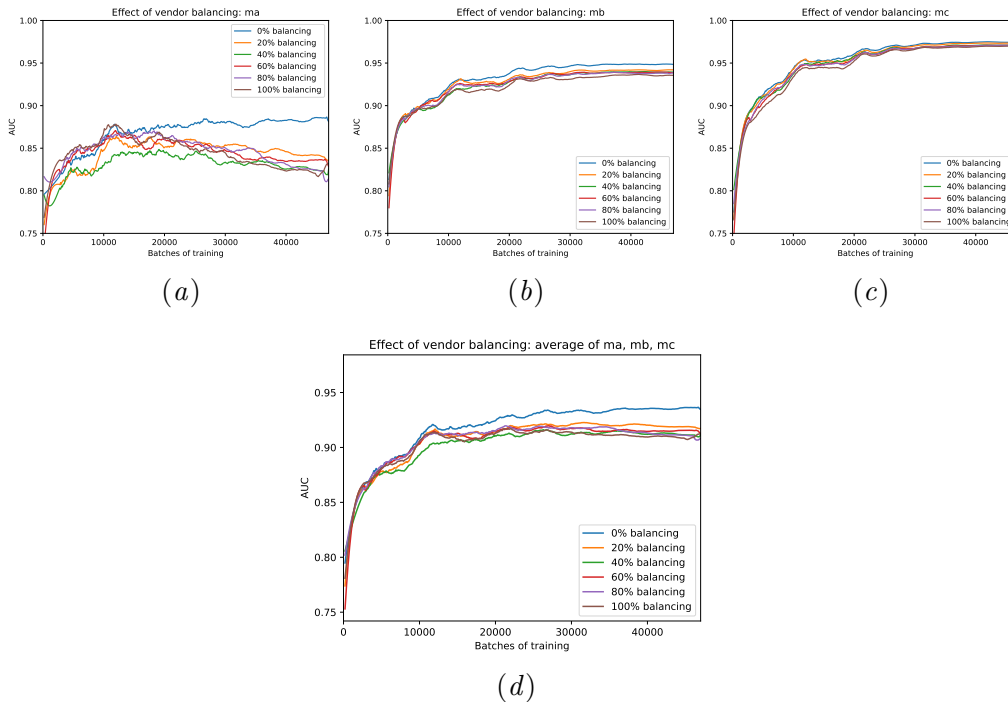 Effect of vendor balancing: ma
1.00
0.95
0.90
0.85
0.80
0.75
AUC
0% balancing
20% balancing
40% balancing
60% balancing
80% balancing
100% balancing
0 10000 20000 30000 40000
Batches of training
(a)
Effect of vendor balancing: mb
1.00
0.95
0.90
0.85
0.80
0.75
AUC
0% balancing
20% balancing
40% balancing
60% balancing
80% balancing
100% balancing
0 10000 20000 30000 40000
Batches of training
(b)
Effect of vendor balancing: mc
1.00
0.95
0.90
0.85
0.80
0.75
AUC
0% balancing
20% balancing
40% balancing
60% balancing
80% balancing
100% balancing
0 10000 20000 30000 40000
Batches of training
(c)
Effect of vendor balancing: average of ma, mb, mc
0.95
0.90
0.85
0.80
0.75
AUC
0% balancing
20% balancing
40% balancing
60% balancing
80% balancing
100% balancing
0 10000 20000 30000 40000
Batches of training
(d)